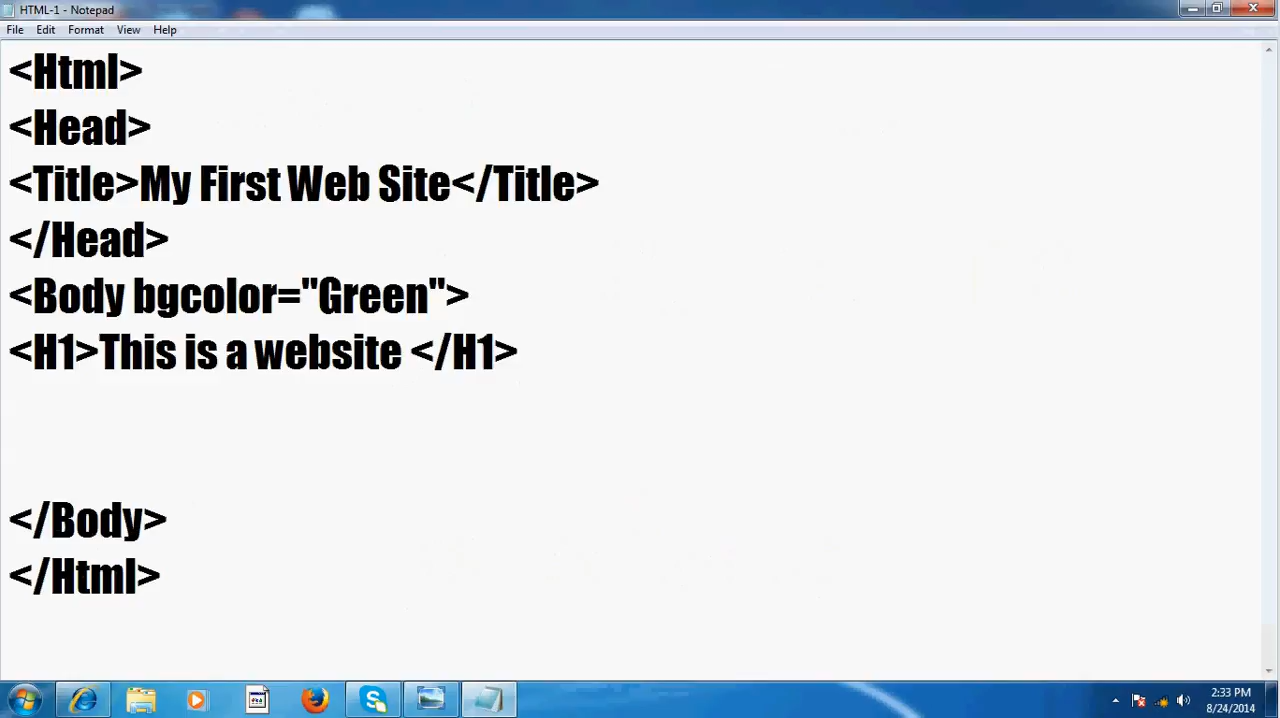 HTML-1 - Notepad
File Edit Format View Help
<Html>
<Head>
<Title>My First Web Site</Title>
</Head>
<Body bgcolor="Green">
<H1>This is a website </H1>
</Body>
</Html>
2:33 PM
8/24/2014